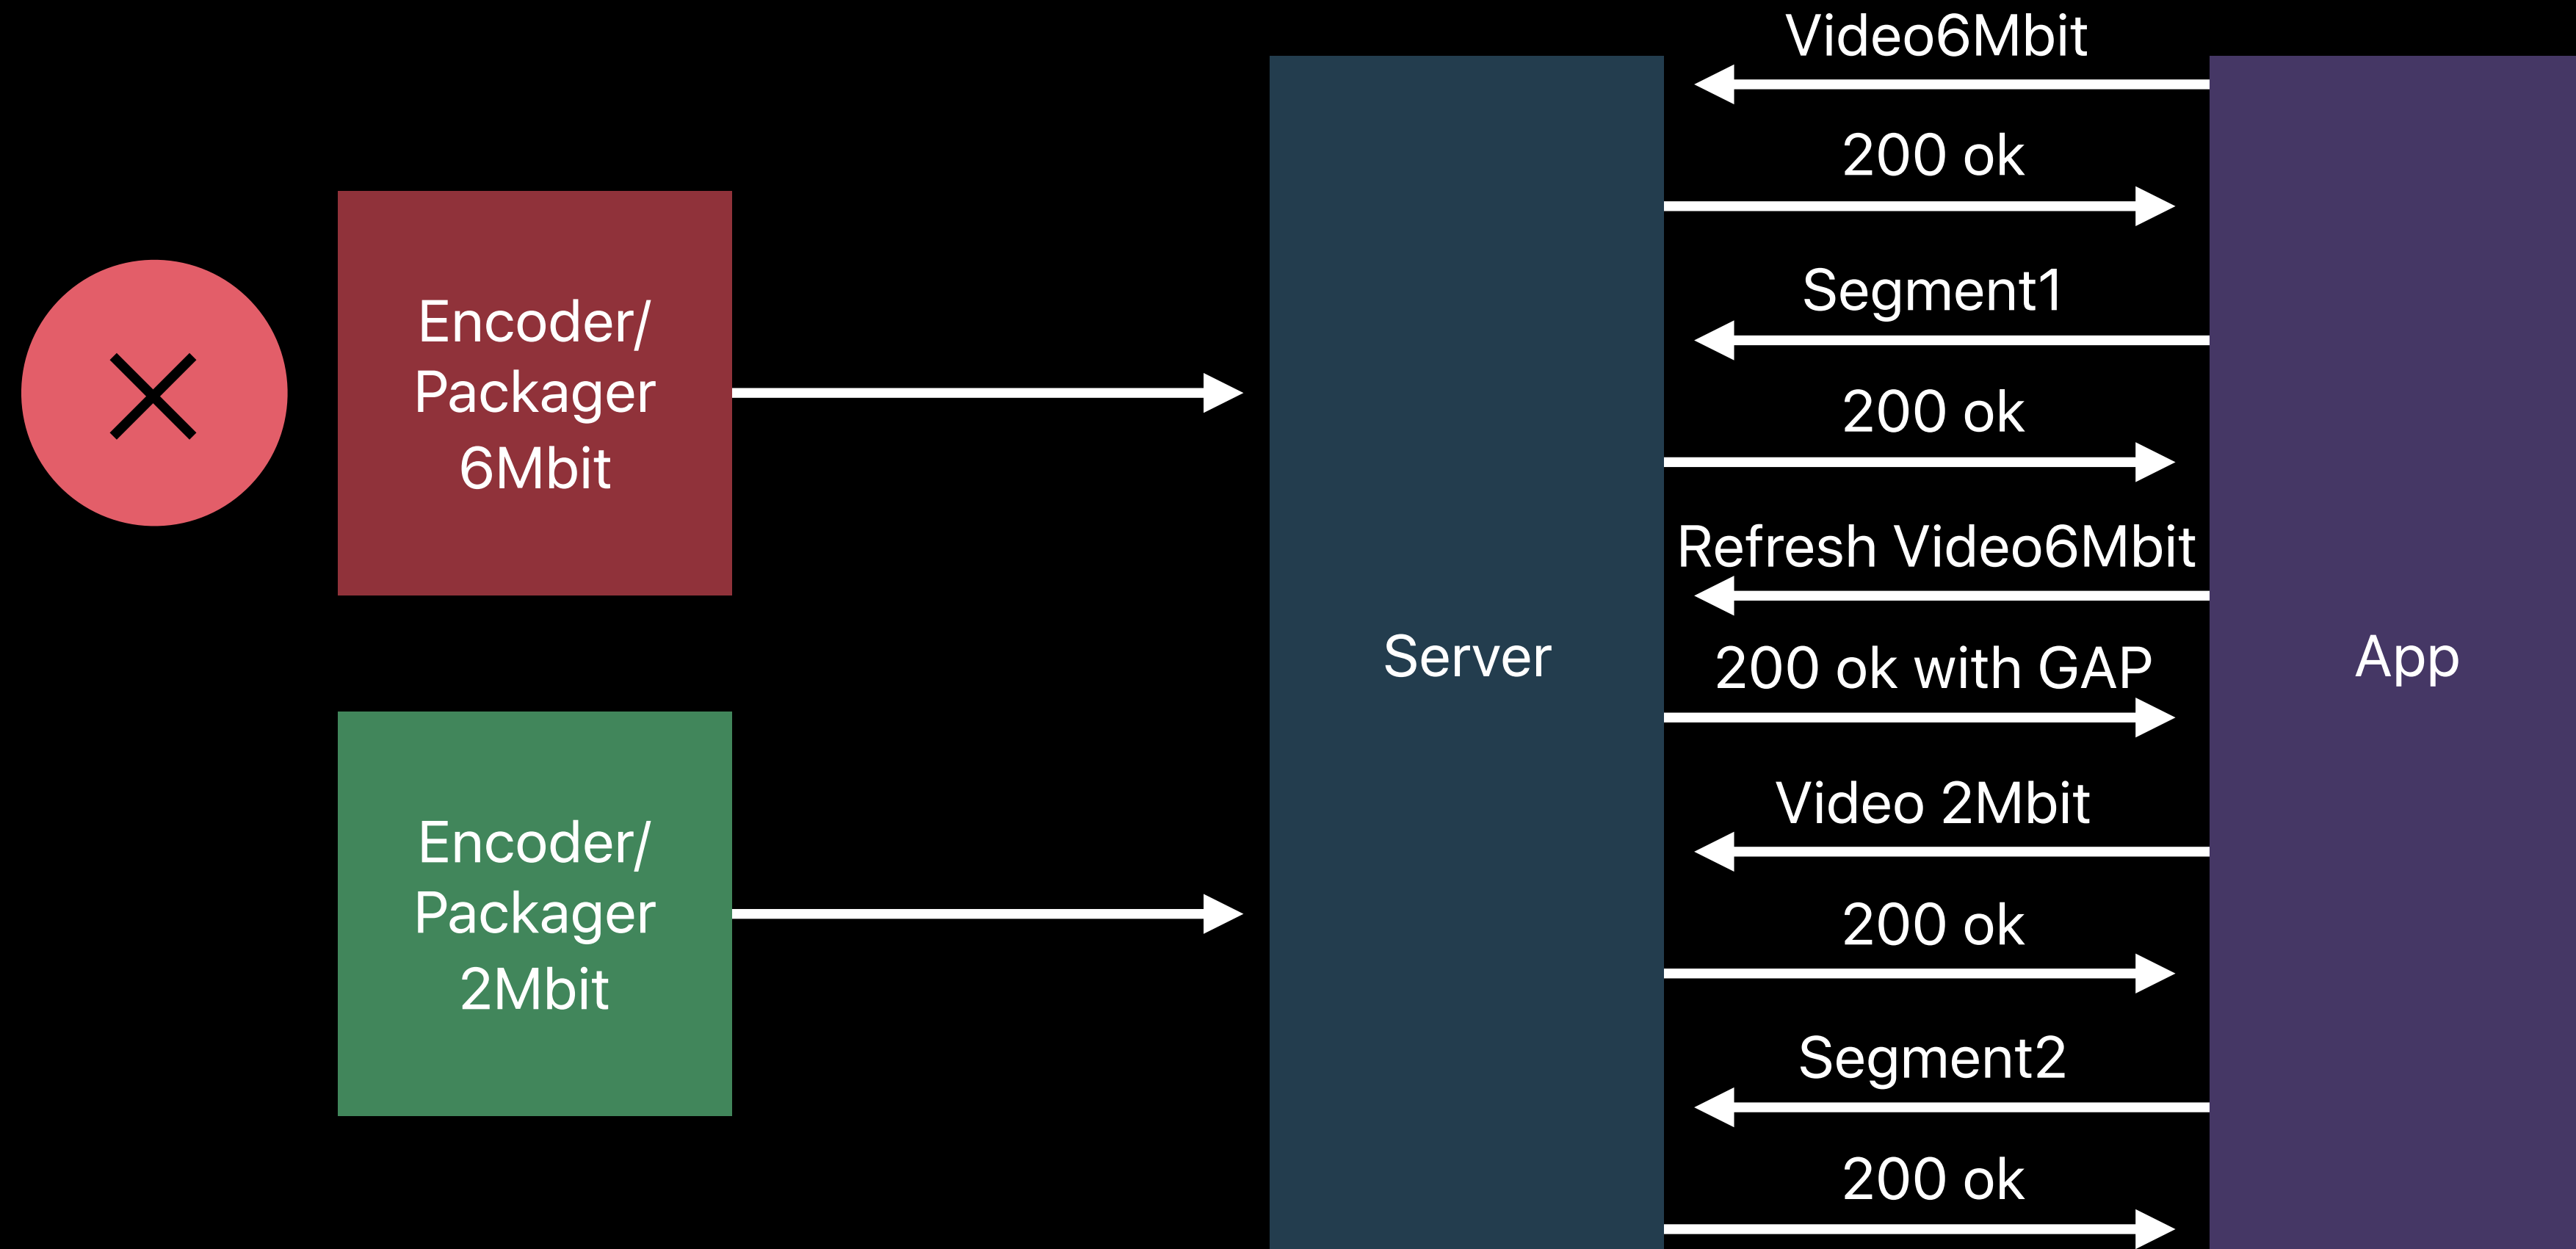 Video6Mbit
200 ok
Segment1
200 ok
Refresh Video6Mbit
200 ok with GAP
Video 2Mbit
200 ok
Segment2
200 ok
Encoder/
Packager
6Mbit
Encoder/
Packager
2Mbit
Server
App